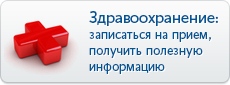 Здравоохранение:
записаться на прием,
получить полезную
информацию